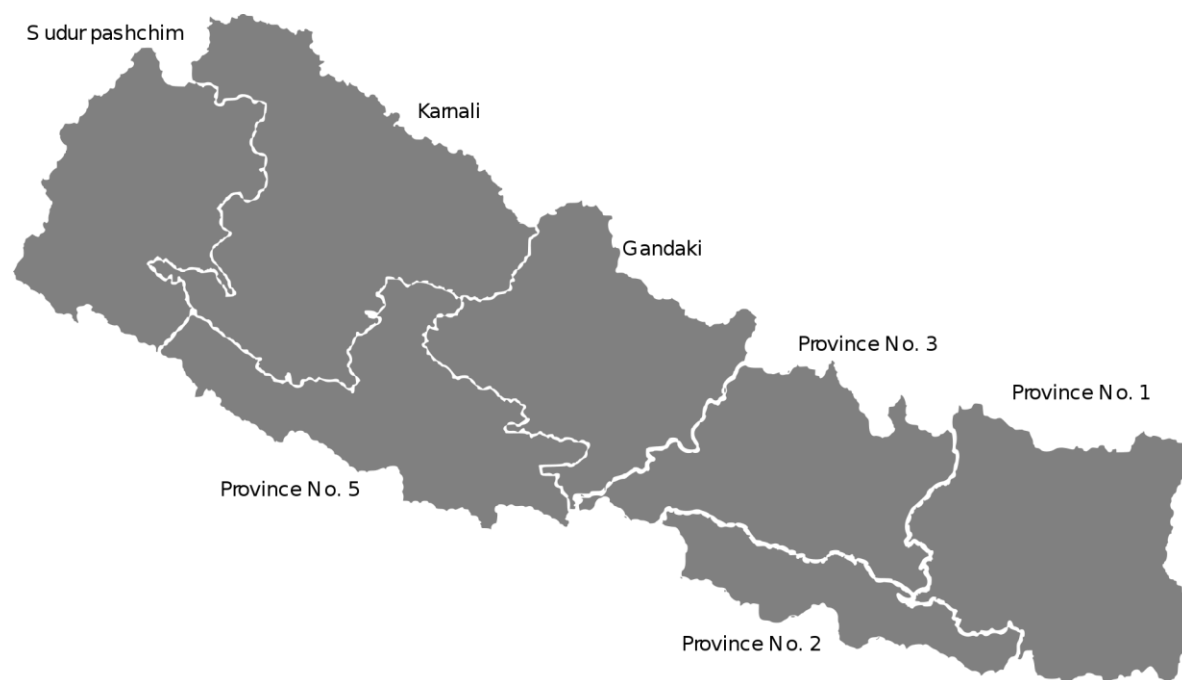 Sudurpashchim
Karnali
Gandaki
Province No. 3
Province No. 1
Province No. 5
Province No. 2